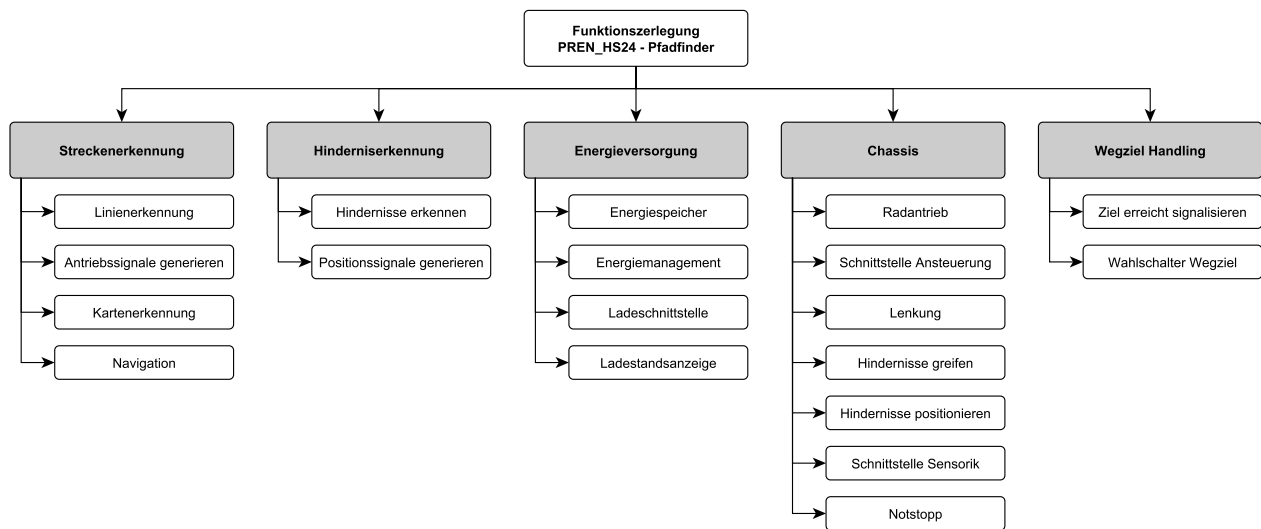 Funktionszerlegung
PREN_HS24 - Pfadfinder
Streckenerkennung
Linienerkennung
Antriebssignale generieren
Kartenerkennung
Navigation
Hinderniserkennung
Hindernisse erkennen
Positionssignale generieren
Energieversorgung
Energiespeicher
Energiemanagement
Ladeschnittstelle
Ladestandsanzeige
Chassis
Radantrieb
Schnittstelle Ansteuerung
Lenkung
Hindernisse greifen
Hindernisse positionieren
Schnittstelle Sensorik
Notstopp
Wegziel Handling
Ziel erreicht signalisieren
Wahlschalter Wegziel